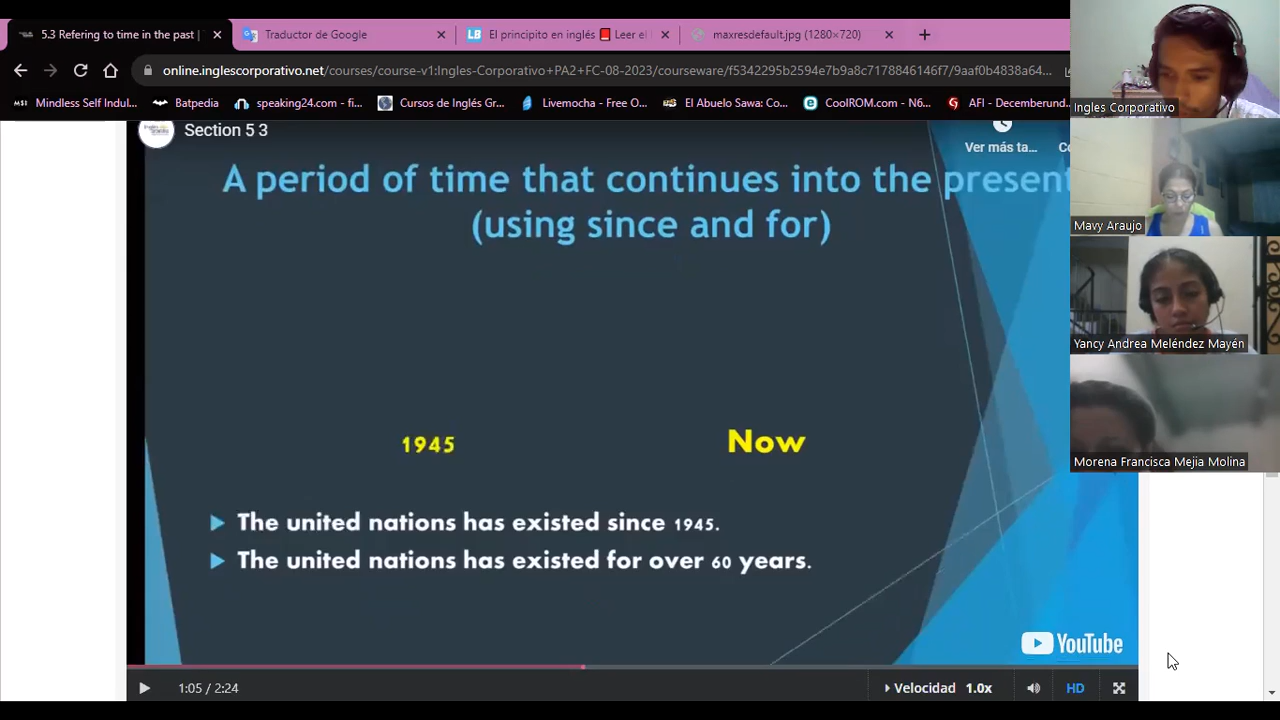 5.3 Refering to time in the past |
Traductor de Google
LB El principito en inglés 📕 Leer el
maxresdefault.jpg (1280×720)
online.inglescorporativo.net/courses/course-v1:Ingles-Corporativo+PA2+FC-08-2023/courseware/f5342295b2594e7b9a8c7178846146f7/9aaf0b4838a64...
MSI Mindless Self Indul...
Batpedia
speaking24.com - fi...
Cursos de Inglés Gr...
Livemocha - Free O...
El Abuelo Sawa: Co...
CoolROM.com - N6...
AFI - Decemberund...
Section 5 3
Ver más ta...
A period of time that continues into the present
(using since and for)
1945
Now
The united nations has existed since 1945.
The united nations has existed for over 60 years.
YouTube
1:05 / 2:24
Velocidad 1.0x
HD
Ingles Corporativo
Mavy Araujo
Yancy Andrea Meléndez Mayén
Morena Francisca Mejia Molina